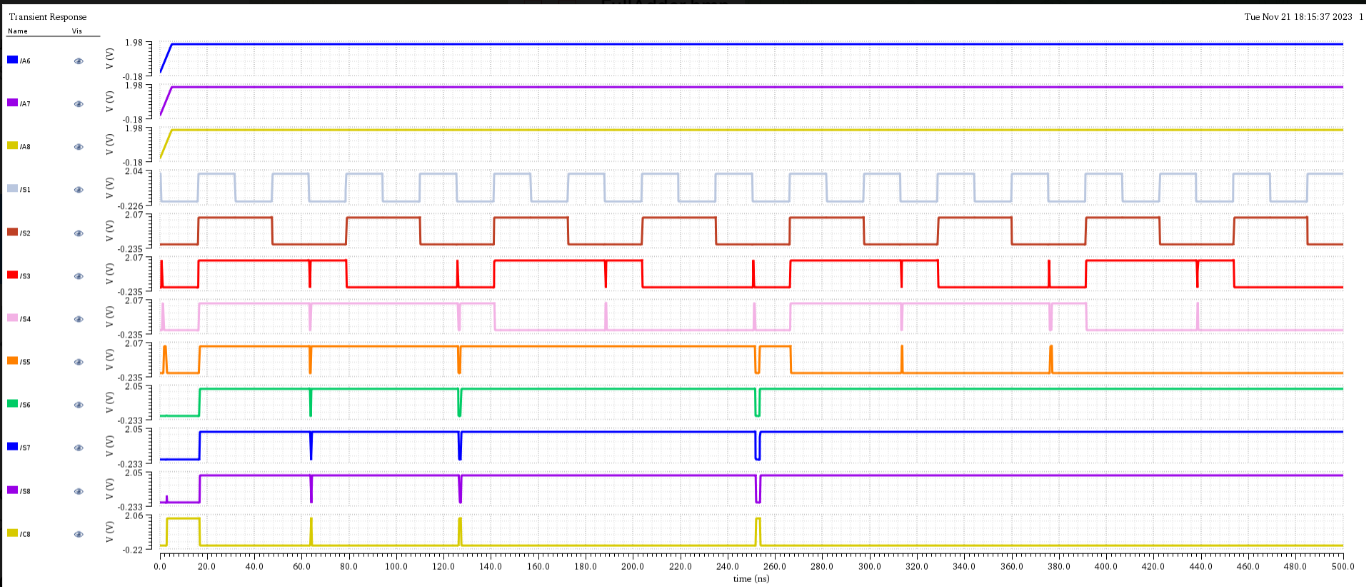 Transient Response
Tue Nov 21 18:15:37 2023 1
Name Vis
/A6
1.98
V (V)
-0.18
/A7
1.98
V (V)
-0.18
/A8
1.98
V (V)
-0.18
/S1
2.04
V (V)
-0.226
/S2
2.07
V (V)
-0.235
/S3
2.07
V (V)
-0.235
/S4
2.07
V (V)
-0.235
/S5
2.07
V (V)
-0.235
/S6
2.05
V (V)
-0.233
/S7
2.05
V (V)
-0.233
/S8
2.05
V (V)
-0.233
/C8
2.06
V (V)
-0.22
0.0 20.0 40.0 60.0 80.0 100.0 120.0 140.0 160.0 180.0 200.0 220.0 240.0 260.0 280.0 300.0 320.0 340.0 360.0 380.0 400.0 420.0 440.0 460.0 480.0 500.0
time (ns)